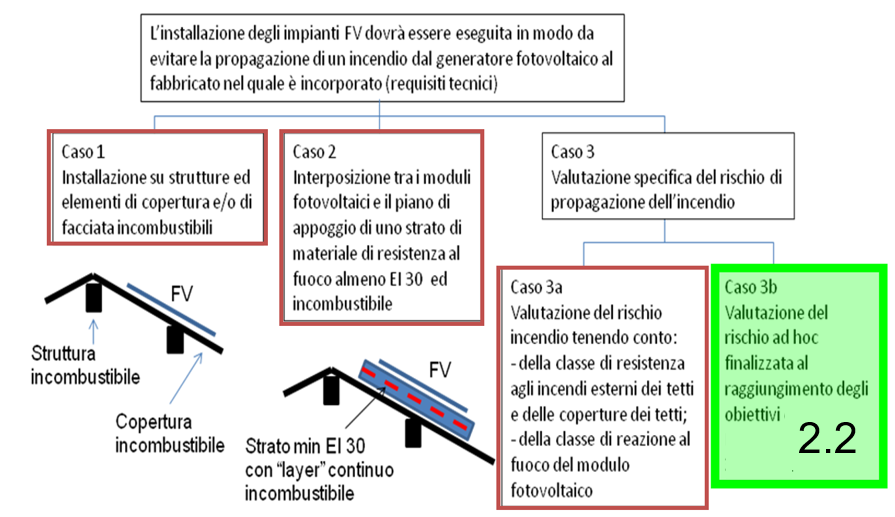 L'installazione degli impianti FV dovrà essere eseguita in modo da
evitare la propagazione di un incendio dal generatore fotovoltaico al
fabbricato nel quale è incorporato (requisiti tecnici)
Caso 1
Installazione su strutture ed
elementi di copertura e/o di
facciata incombustibili
Caso 2
Interposizione tra i moduli
fotovoltaici e il piano di
appoggio di uno strato di
materiale di resistenza al
fuoco almeno EI 30 ed
incombustibile
Caso 3
Valutazione specifica del rischio di
propagazione dell'incendio
Caso 3a
Valutazione del rischio
incendio tenendo conto:
- della classe di resistenza
agli incendi esterni dei tetti
e delle coperture dei tetti;
- della classe di reazione al
fuoco del modulo
fotovoltaico
Caso 3b
Valutazione del
rischio ad hoc
finalizzata al
raggiungimento degli
obiettivi
2.2
FV
Struttura
incombustibile
Copertura
incombustibile
FV
Strato min EI 30
con "layer" continuo
incombustibile